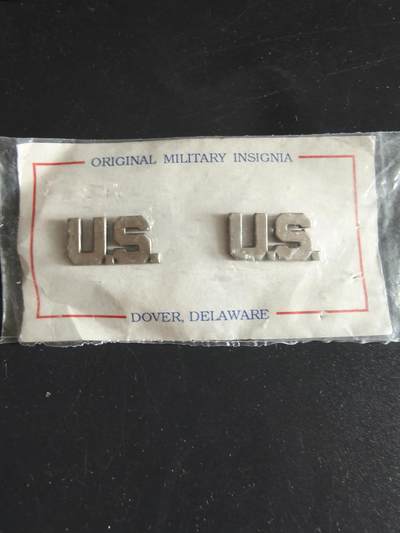 ORIGINAL MILITARY INSIGNIA
U.S. U.S.
DOVER, DELAWARE